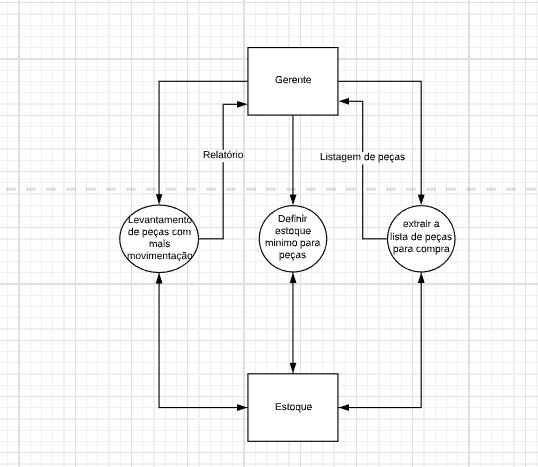 Gerente
Relatório
Listagem de peças
Levantamento
de peças com
mais
movimentação
Definir
estoque
mínimo para
peças
extrair a
lista de peças
para compra
Estoque